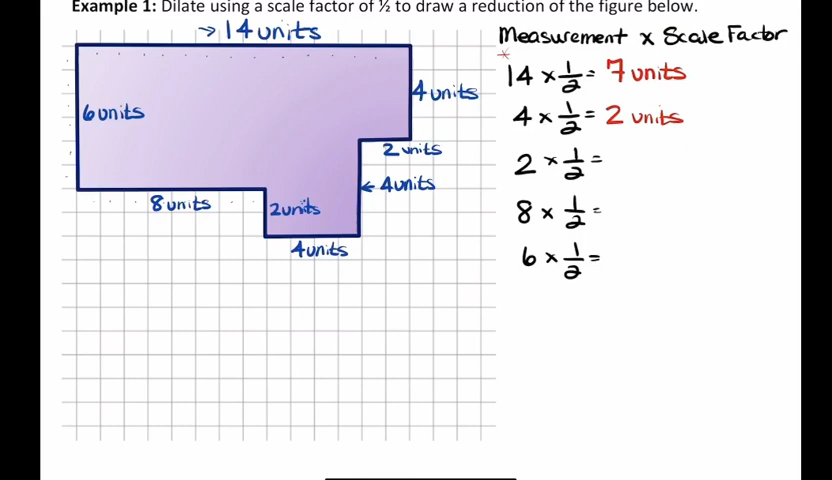 Example 1: Dilate using a scale factor of ½ to draw a reduction of the figure below.
→ 14 units
Measurement x Scale Factor
*
14 × 1/2 = 7 units
4 units
6 units
4 × 1/2 = 2 units
2 units
2 × 1/2 =
← 4 units
8 units
2 units
8 × 1/2 =
4 units
6 × 1/2 =